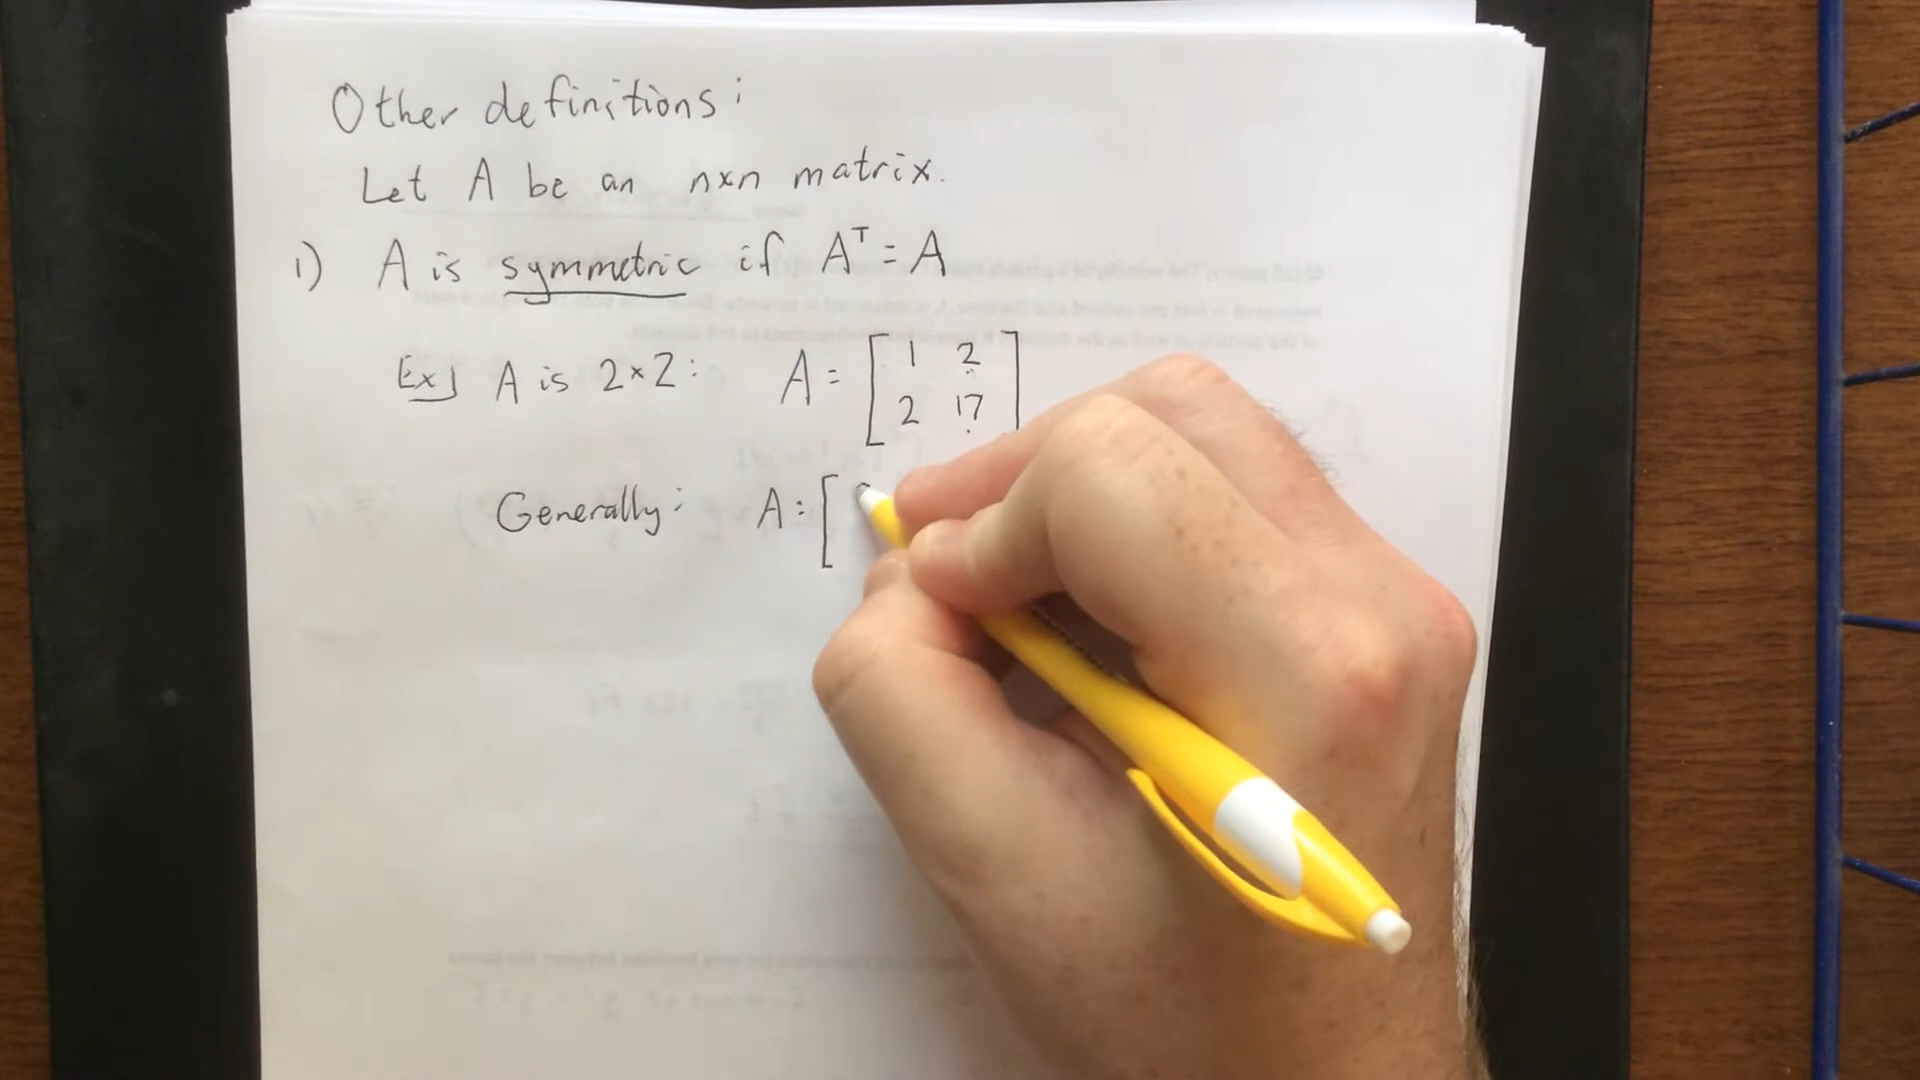 Other definitions:
Let A be an nxn matrix.
1) A is symmetric if Aᵀ = A
Ex] A is 2×2: A = [1 2
2 17]
Generally: A = [